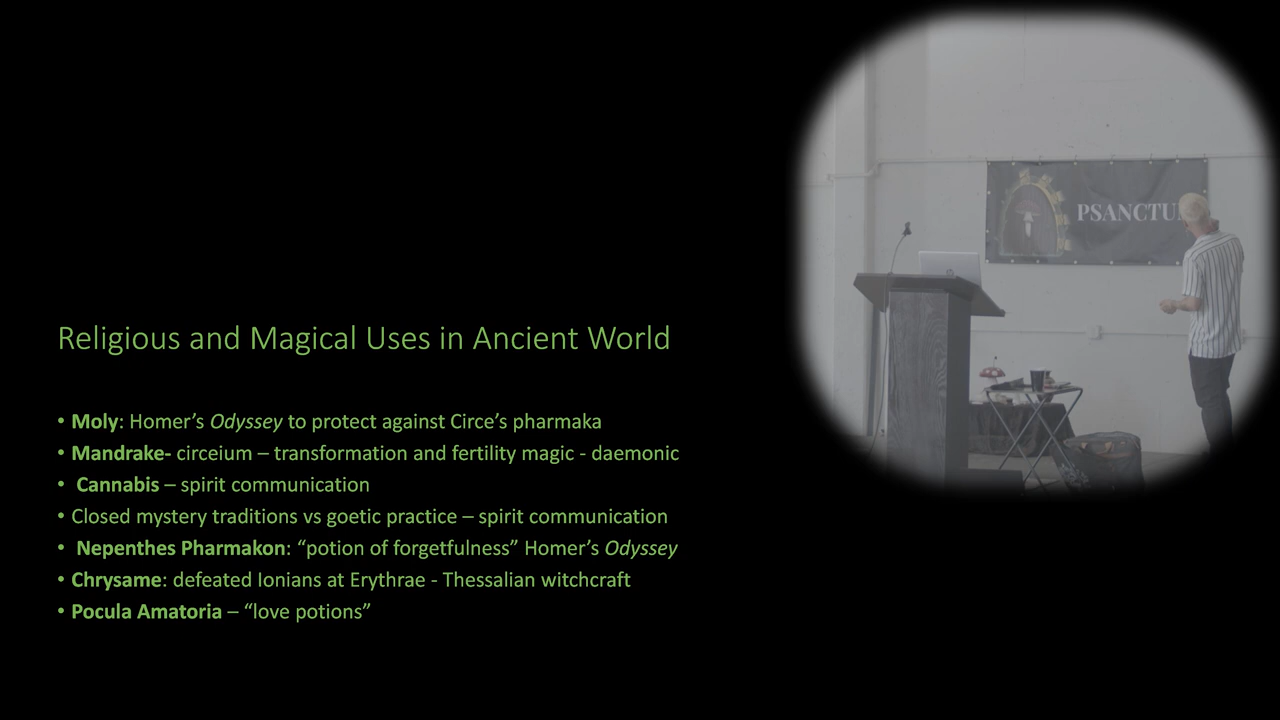 Religious and Magical Uses in Ancient World
• Moly: Homer’s Odyssey to protect against Circe’s pharmaka
• Mandrake- circeium – transformation and fertility magic - daemonic
• Cannabis – spirit communication
• Closed mystery traditions vs goetic practice – spirit communication
• Nepenthes Pharmakon: “potion of forgetfulness” Homer’s Odyssey
• Chrysame: defeated Ionians at Erythrae - Thessalian witchcraft
• Pocula Amatoria – “love potions”
PSANCTU